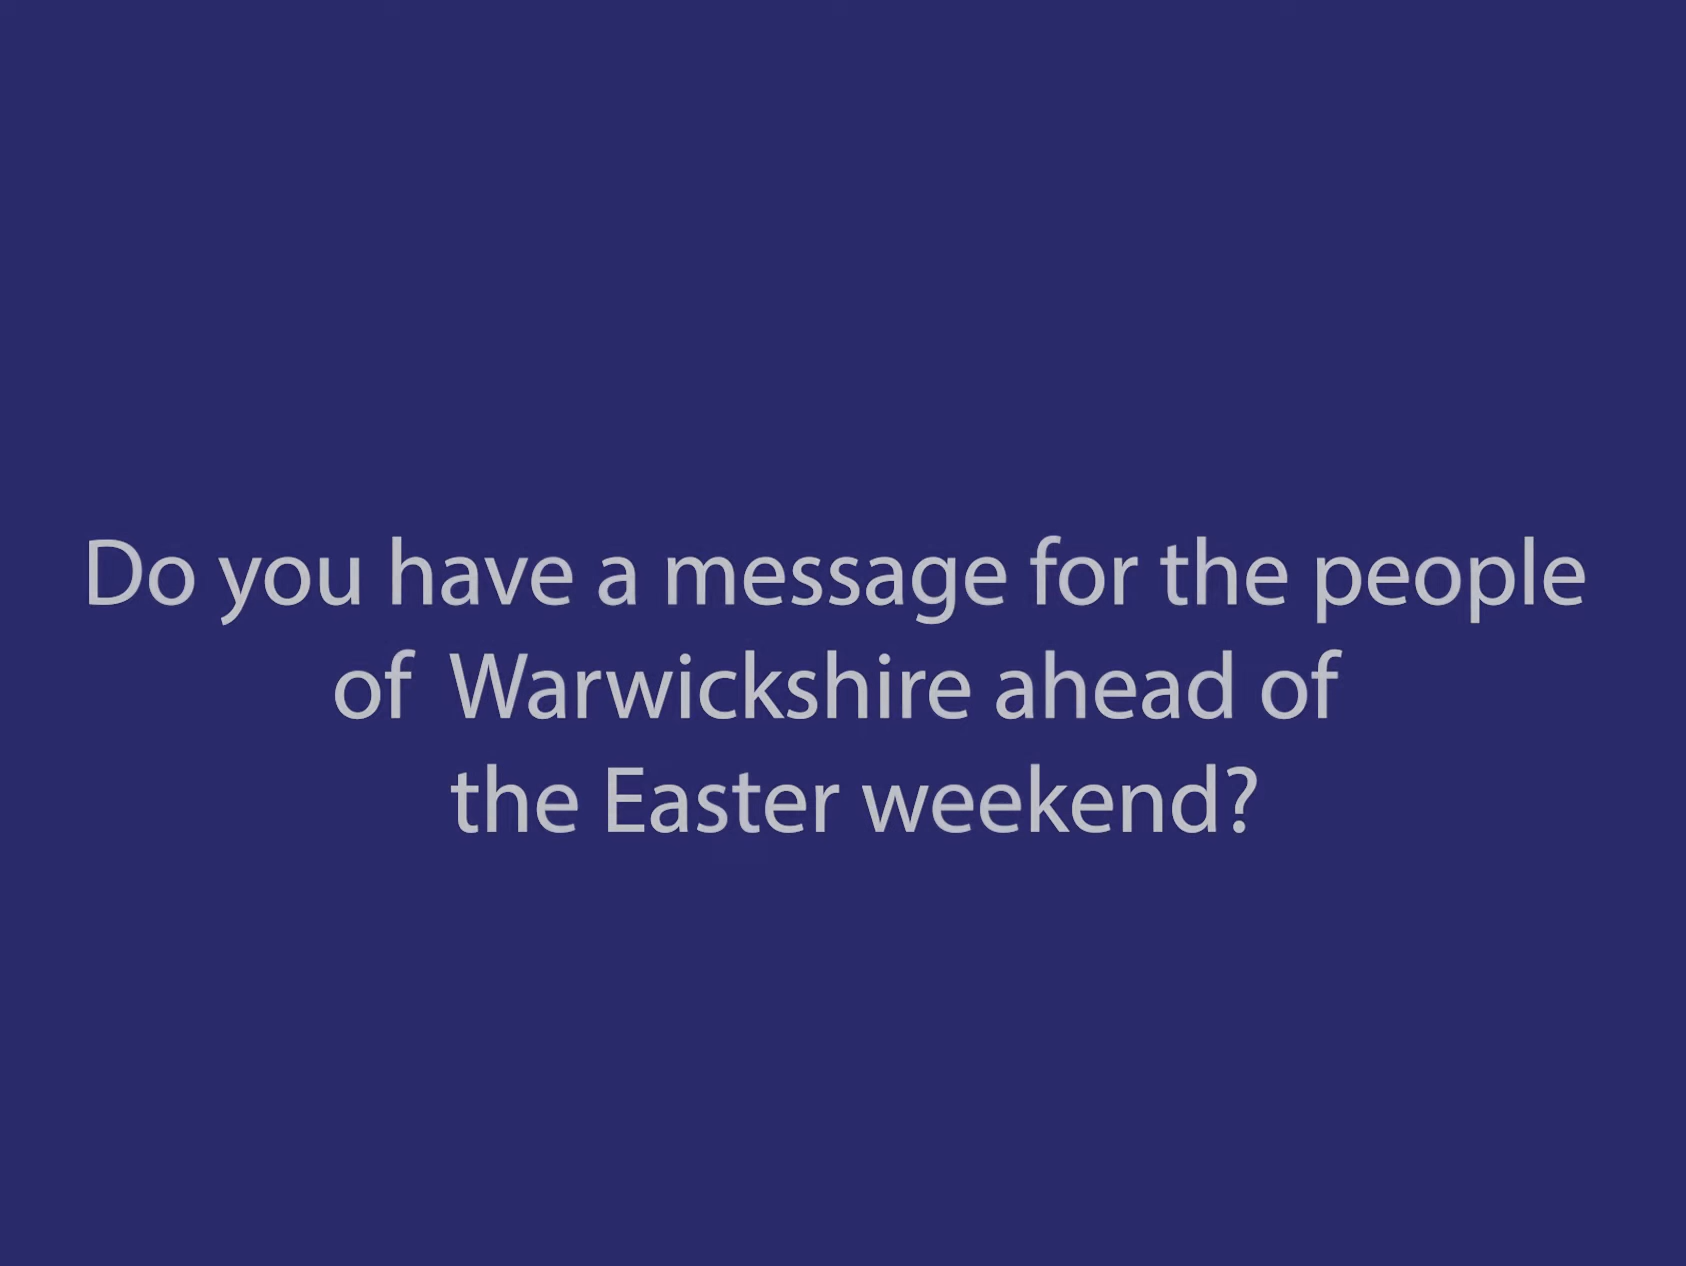 Do you have a message for the people
of  Warwickshire ahead of
the Easter weekend?